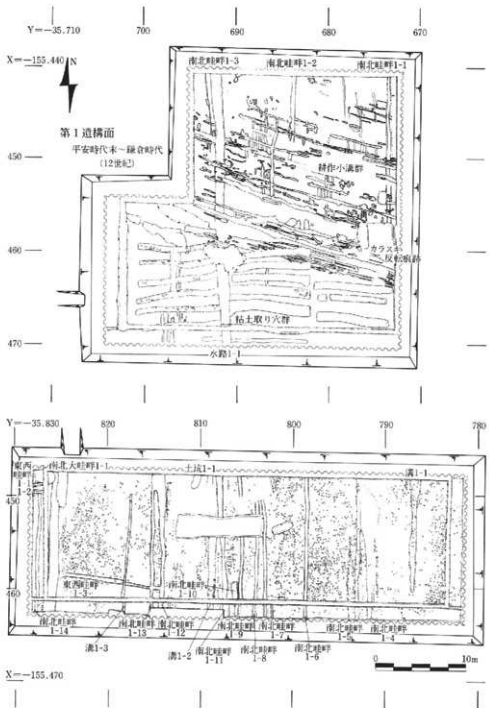 Y=-35.710 700 690 680 670
X=-155.440 N
南北畦畔1-3 南北畦畔1-2 南北畦畔1-1
第1遺構面
平安時代末~鎌倉時代
(12世紀)
450
耕作小溝群
460
カラスキ
反転痕跡
粘土取り穴群
470
水路1-1
Y=-35.830 820 810 800 790 780
東西畦畔
1-1
1-2
南北大畦畔1-1 土坑1-1 溝1-1
450
東西畦畔
1-3
南北畦畔
1-10
460
南北畦畔
1-14
南北畦畔
1-13
南北畦畔
1-12
南北畦畔
1-9
南北畦畔
1-7
南北畦畔
1-5
南北畦畔
1-4
溝1-3
溝1-2
南北畦畔
1-11
南北畦畔
1-8
南北畦畔
1-6
X=-155.470
0 10m